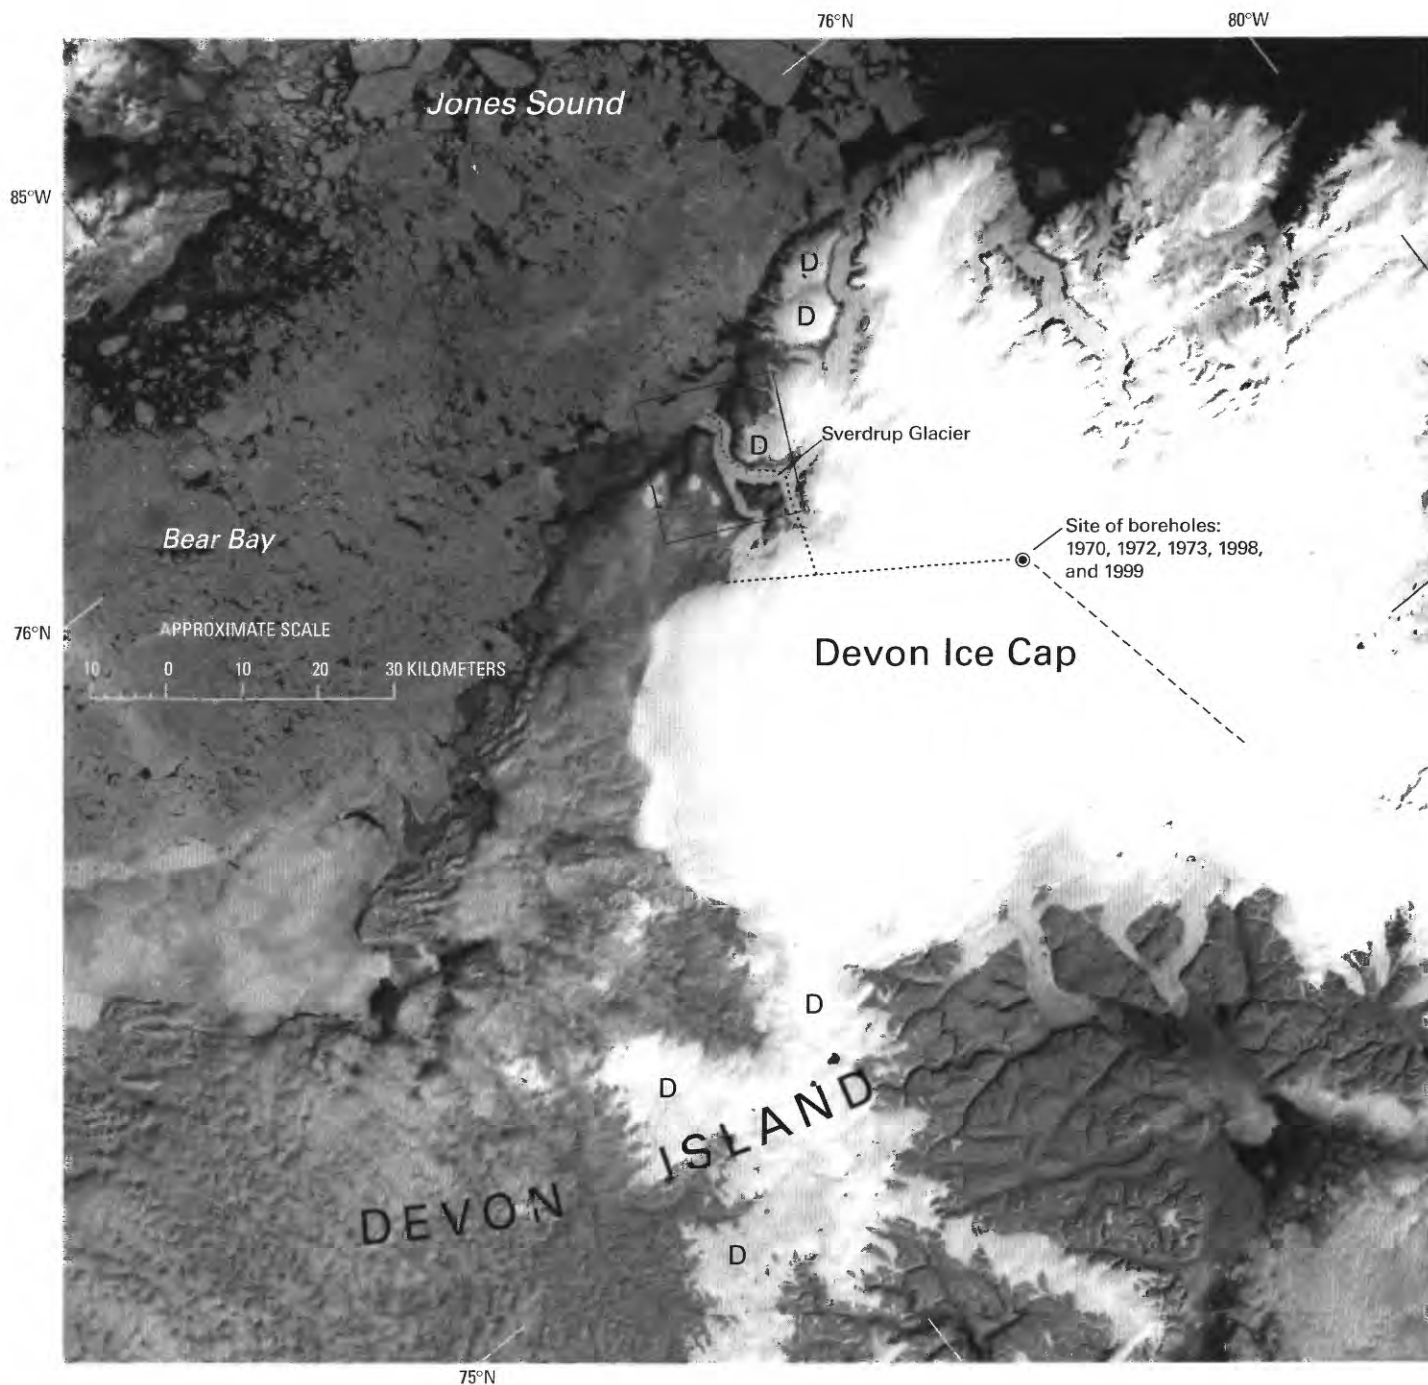 76°N
80°W
Jones Sound
85°W
D
D
D
Sverdrup Glacier
Bear Bay
Site of boreholes:
1970, 1972, 1973, 1998,
and 1999
76°N
APPROXIMATE SCALE
10 0 10 20 30 KILOMETERS
Devon Ice Cap
D
D
ISLAND
DEVON
D
75°N